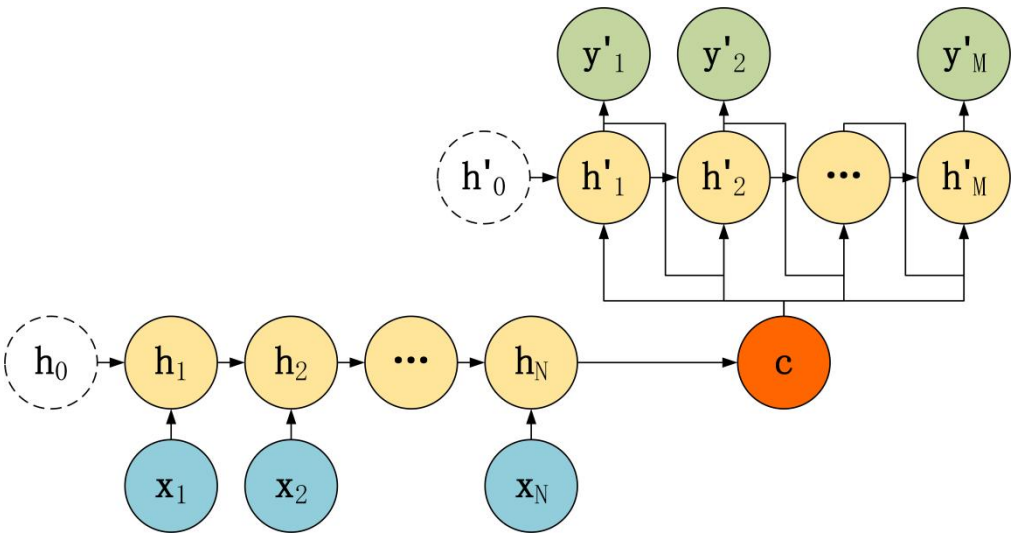 y'₁ y'₂ y'M
h'₀ h'₁ h'₂ ••• h'M
h₀ h₁ h₂ ••• hN c
x₁ x₂ xN